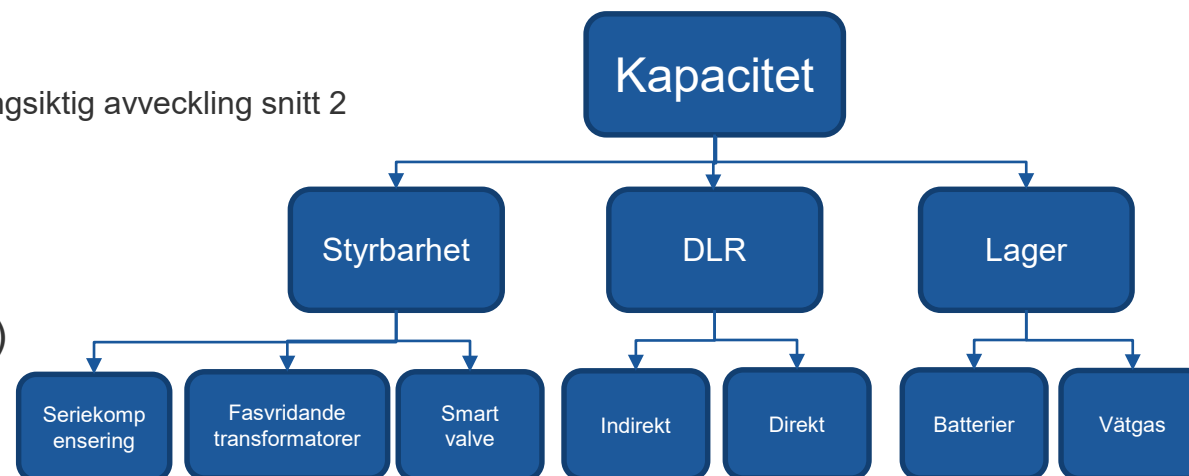 Kapacitet
ngsiktig avveckling snitt 2
Styrbarhet
DLR
Lager
)
Seriekomp
ensering
Fasvridande
transformatorer
Smart
valve
Indirekt
Direkt
Batterier
Vätgas